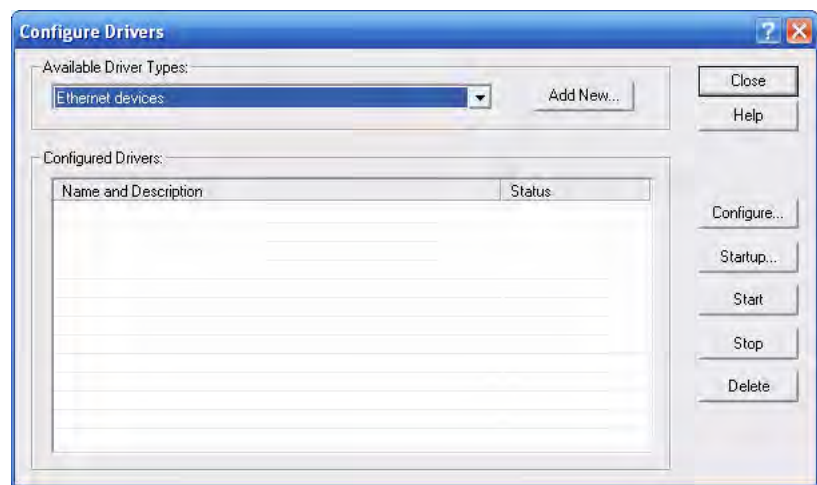 Configure Drivers
Available Driver Types:
Ethernet devices
Add New...
Close
Help
Configured Drivers:
Name and Description
Status
Configure...
Startup...
Start
Stop
Delete